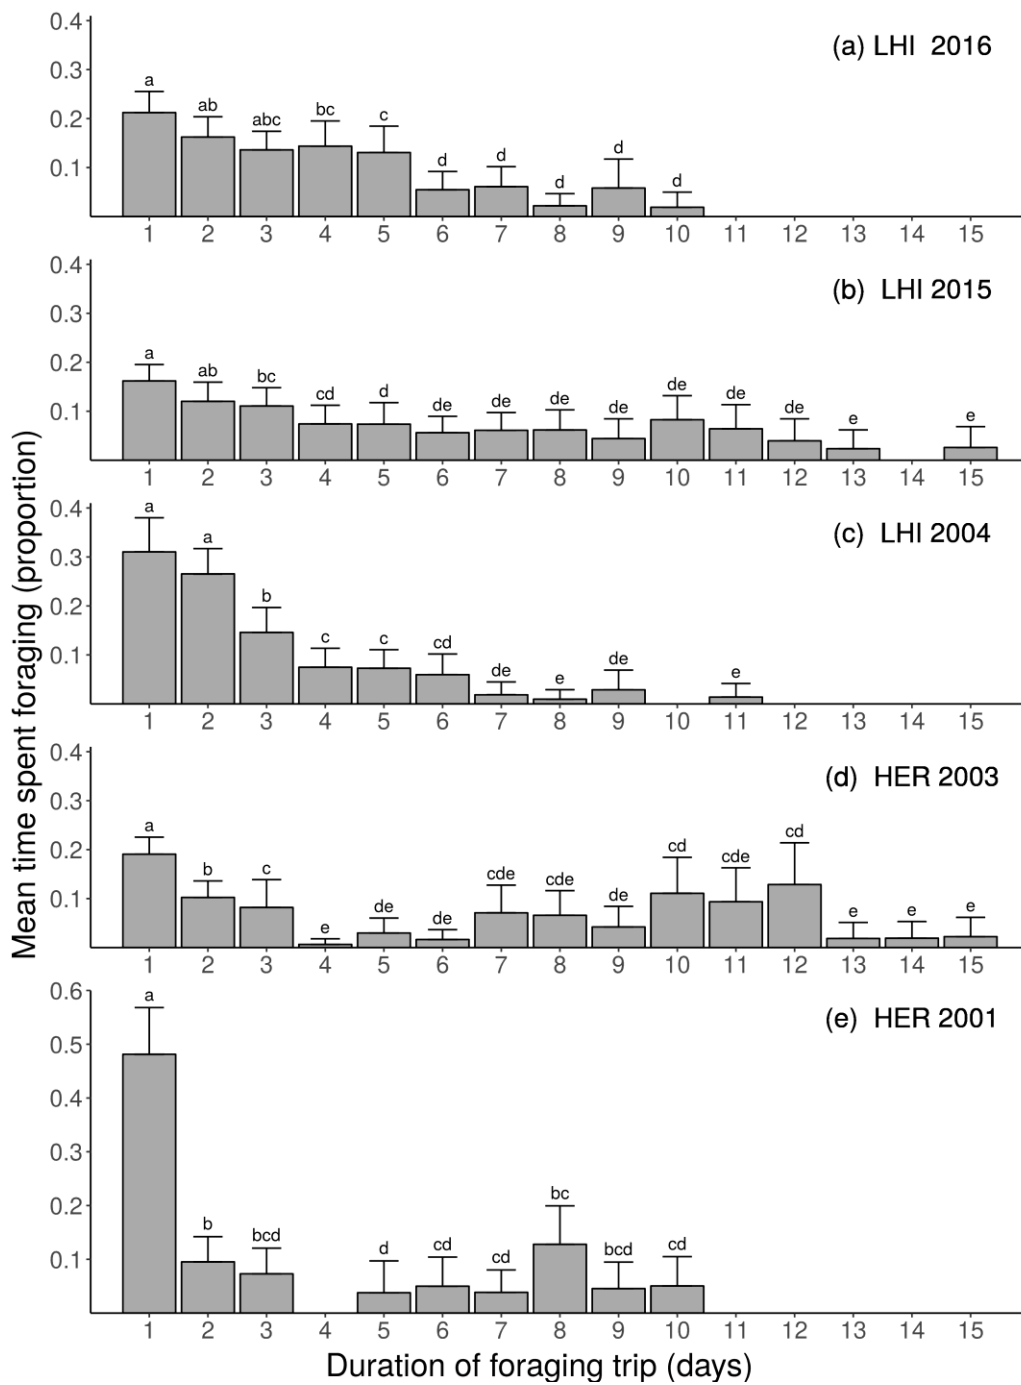 Mean time spent foraging (proportion)
(a) LHI 2016
0.4
0.3
0.2
0.1
a ab abc bc c d d d d d
1 2 3 4 5 6 7 8 9 10 11 12 13 14 15
(b) LHI 2015
0.4
0.3
0.2
0.1
a ab bc cd d de de de de de de de e e
1 2 3 4 5 6 7 8 9 10 11 12 13 14 15
(c) LHI 2004
0.4
0.3
0.2
0.1
a a b c c cd de e de e
1 2 3 4 5 6 7 8 9 10 11 12 13 14 15
(d) HER 2003
0.4
0.3
0.2
0.1
a b c e de de cde cde de cd cde cd e e e
1 2 3 4 5 6 7 8 9 10 11 12 13 14 15
(e) HER 2001
0.6
0.5
0.4
0.3
0.2
0.1
a b bcd d cd cd bc bcd cd
1 2 3 4 5 6 7 8 9 10 11 12 13 14 15
Duration of foraging trip (days)